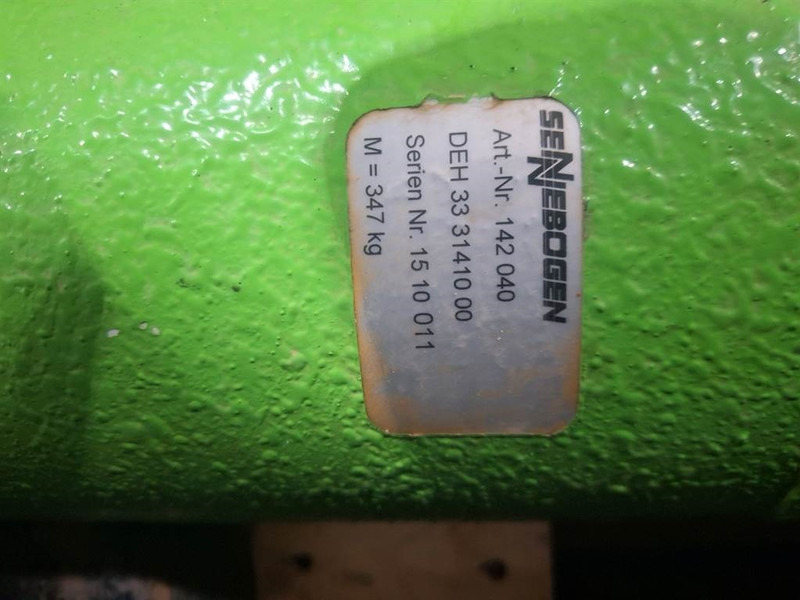 SENNEBOGEN
Art.-Nr. 142 040
DEH 33 31410 00
Serien Nr. 15 10 011
M = 347 kg